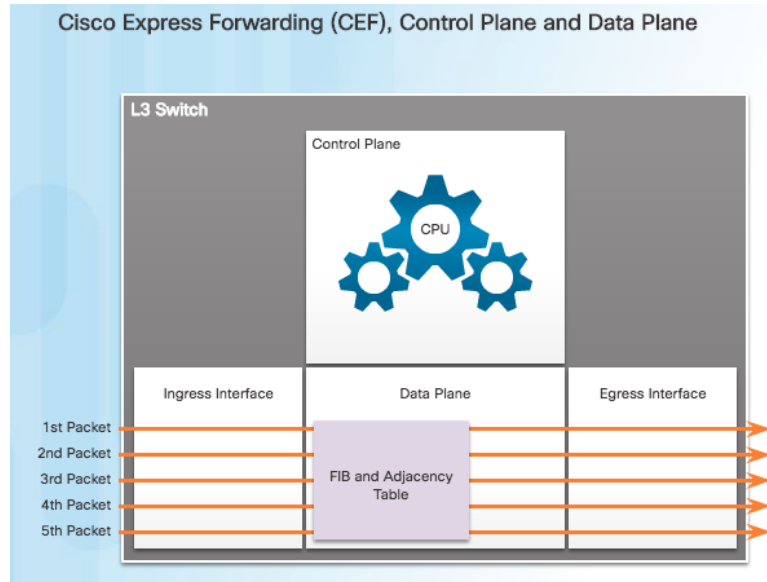 Cisco Express Forwarding (CEF), Control Plane and Data Plane
L3 Switch
Control Plane
CPU
Ingress Interface
Data Plane
Egress Interface
1st Packet
2nd Packet
3rd Packet
4th Packet
5th Packet
FIB and Adjacency
Table